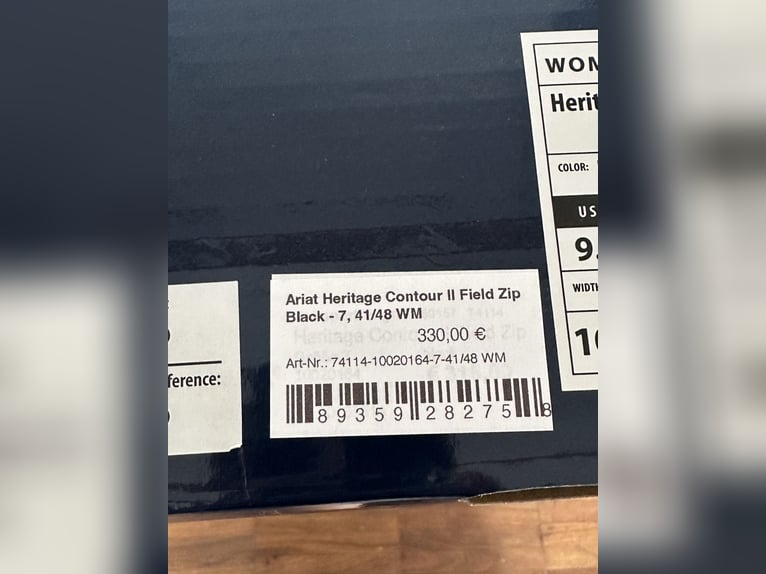 WOM
Herit
COLOR:
US
9.
WIDTH
ference:
Ariat Heritage Contour II Field Zip
Black - 7, 41/48 WM
330,00 €
Art-Nr.: 74114-10020164-7-41/48 WM
89359 28275 8